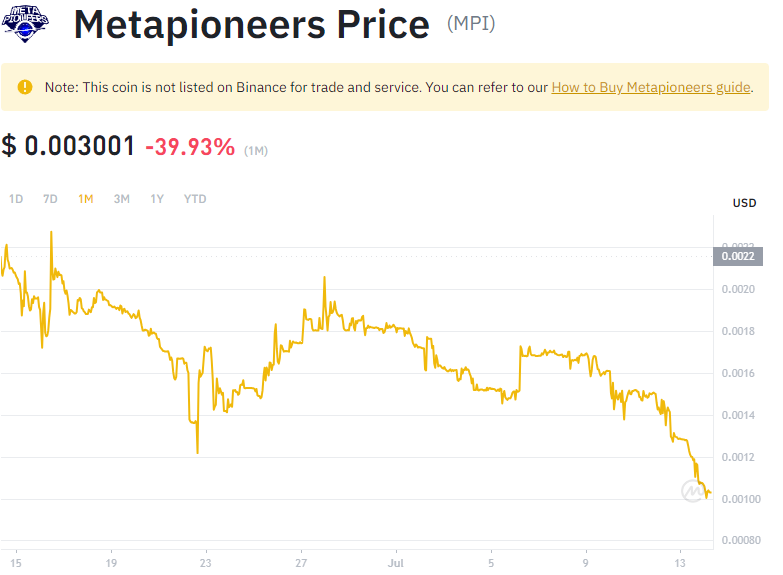 META
PIONEERS
Metapioneers Price (MPI)
Note: This coin is not listed on Binance for trade and service. You can refer to our How to Buy Metapioneers guide.
$ 0.003001 -39.93% (1M)
1D 7D 1M 3M 1Y YTD
USD
0.0022
0.0022
0.0020
0.0018
0.0016
0.0014
0.0012
0.00100
0.00080
15 19 23 27 Jul 5 9 13